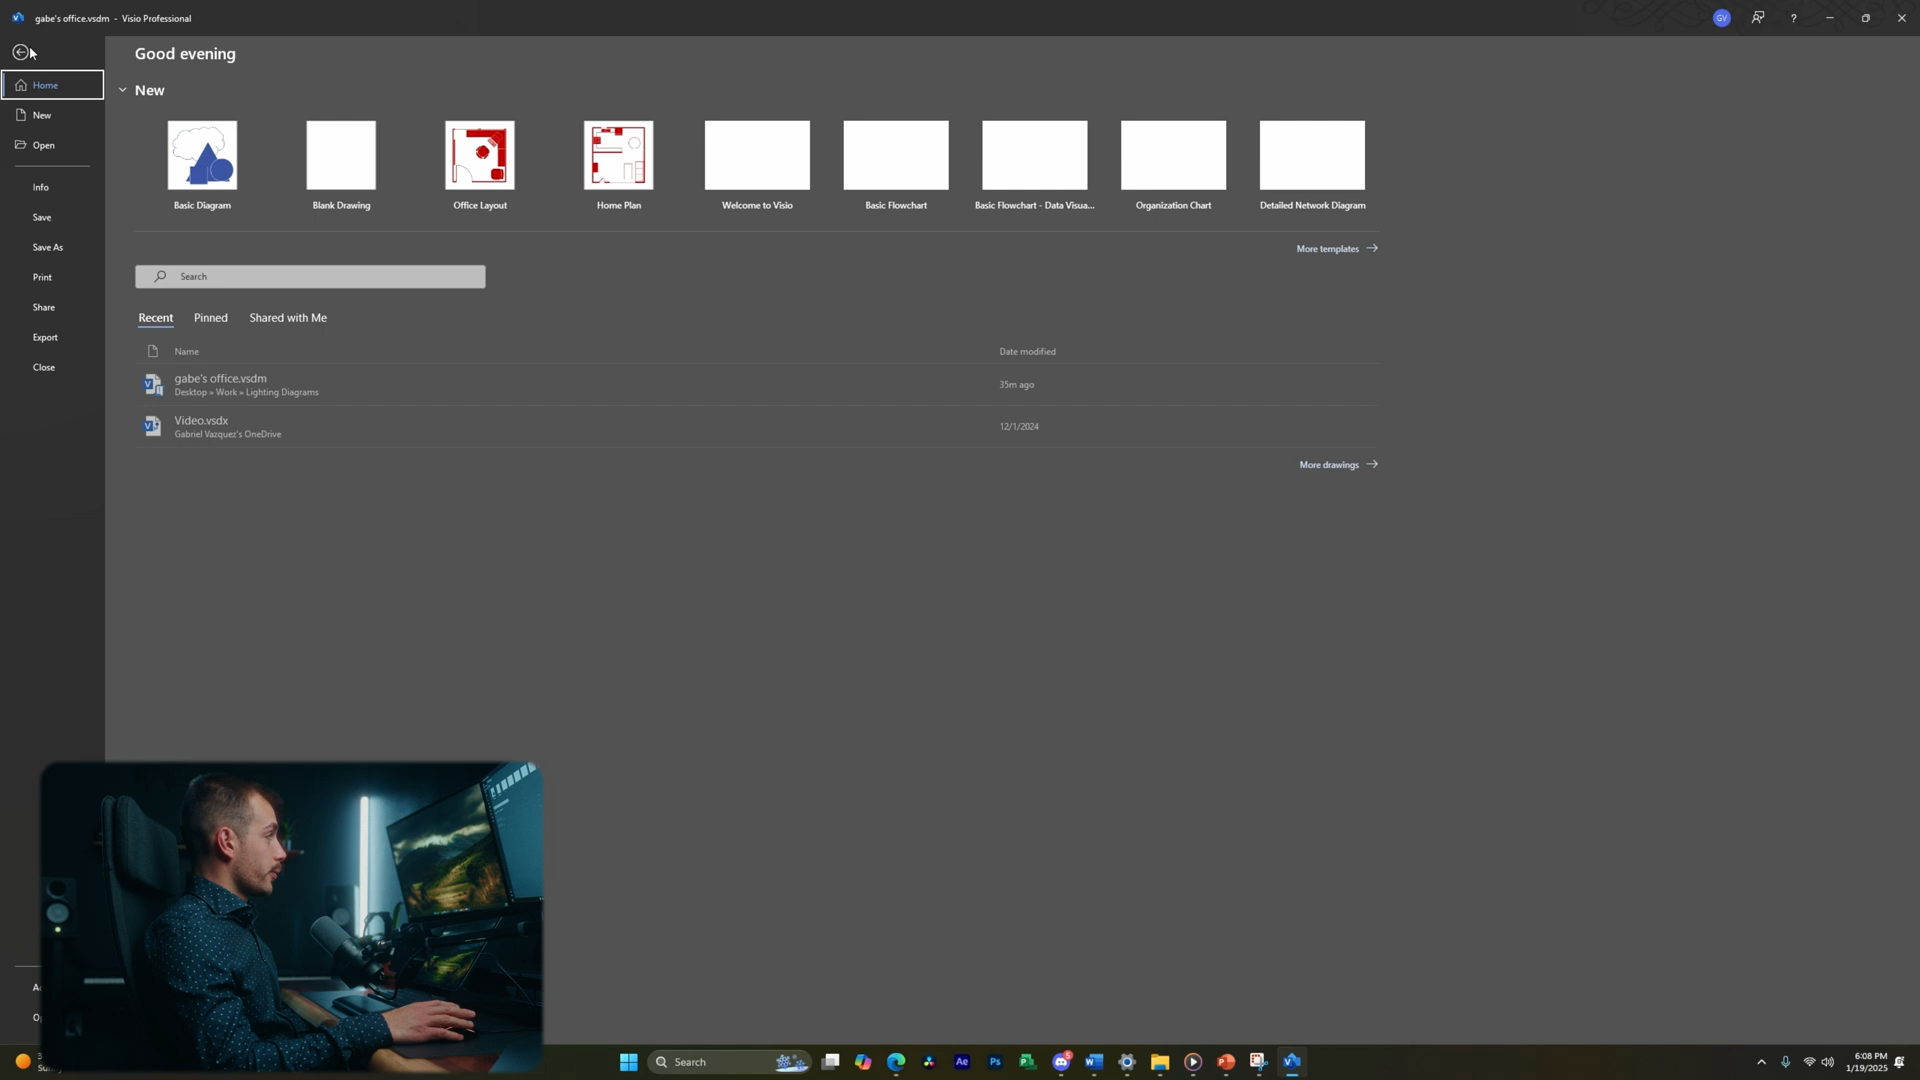 gabe's office.vsdm - Visio Professional
GV
?
Good evening
Home
New
New
Open
Basic Diagram
Blank Drawing
Office Layout
Home Plan
Welcome to Visio
Basic Flowchart
Basic Flowchart - Data Visua...
Organization Chart
Detailed Network Diagram
Info
Save
Save As
Print
Share
Export
Close
More templates
Search
Recent
Pinned
Shared with Me
Name
Date modified
gabe's office.vsdm
Desktop » Work » Lighting Diagrams
35m ago
Video.vsdx
Gabriel Vazquez's OneDrive
12/1/2024
More drawings
Search
Ae
Ps
5
6:08 PM
1/19/2025